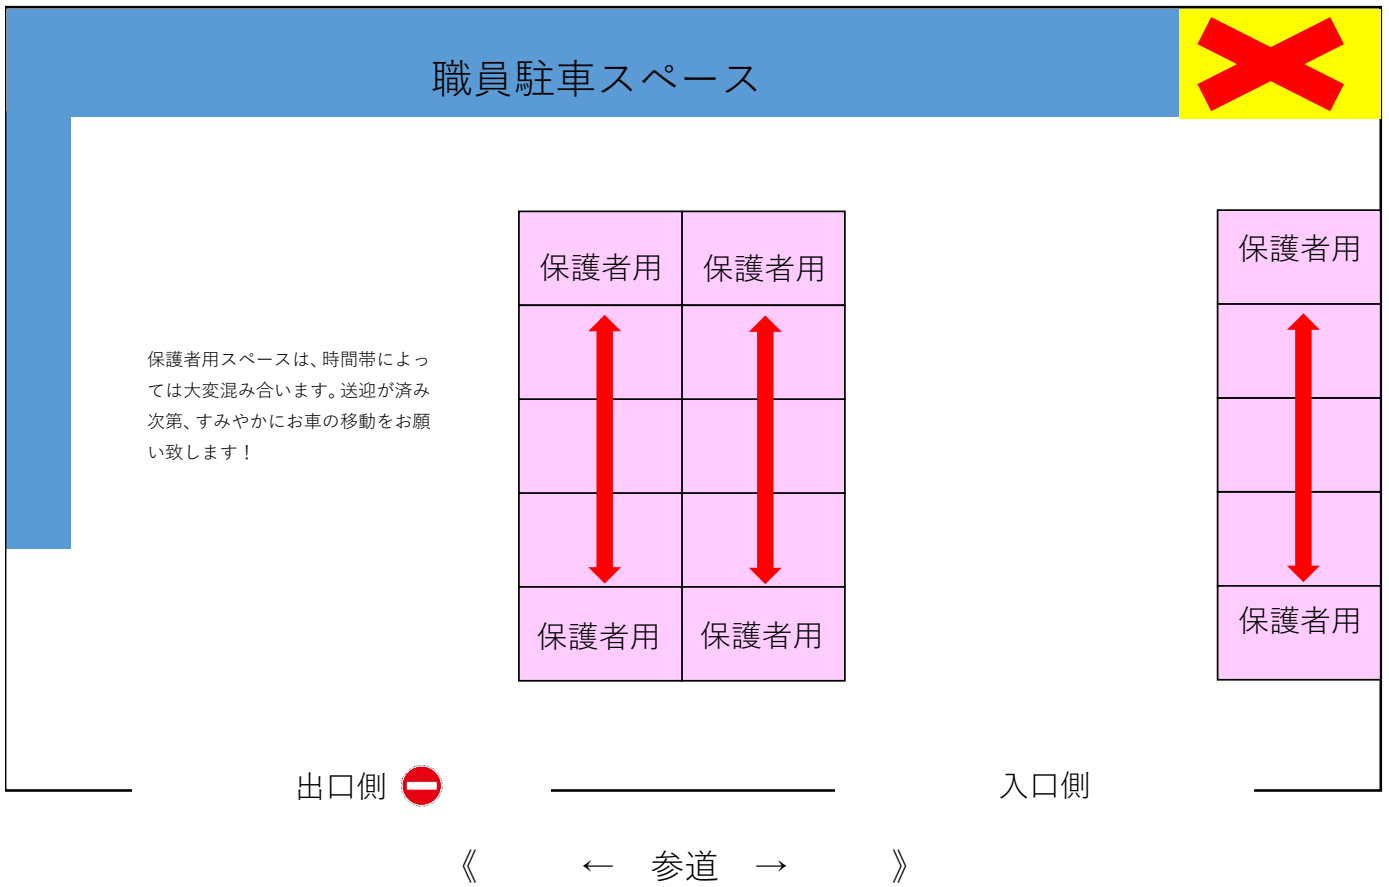 職員駐車スペース
保護者用
保護者用
保護者用
保護者用スペースは、時間帯によっ
ては大変混み合います。送迎が済み
次第、すみやかにお車の移動をお願
い致します！
保護者用
保護者用
保護者用
出口側
入口側
《 ← 参道 → 》